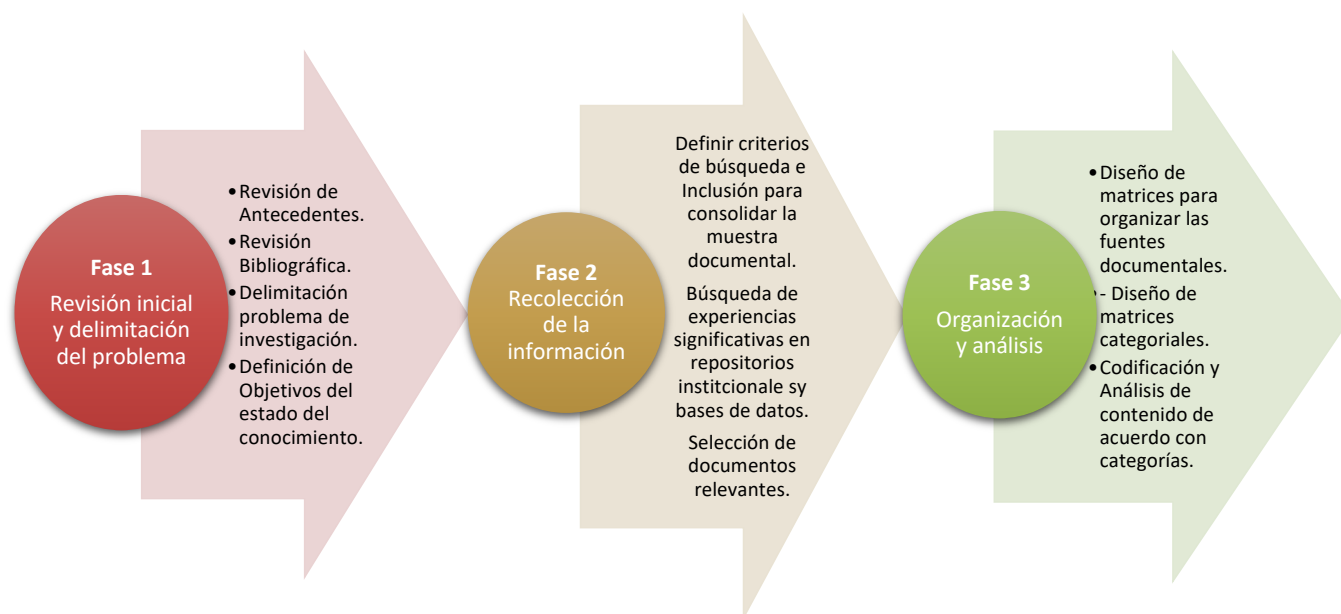 Fase 1
Revisión inicial
y delimitación
del problema
•Revisión de
Antecedentes.
•Revisión
Bibliográfica.
•Delimitación
problema de
investigación.
•Definición de
Objetivos del
estado del
conocimiento.
Fase 2
Recolección
de la
información
Definir criterios
de búsqueda e
Inclusión para
consolidar la
muestra
documental.
Búsqueda de
experiencias
significativas en
repositorios
institcionale sy
bases de datos.
Selección de
documentos
relevantes.
Fase 3
Organización
y análisis
•Diseño de
matrices para
organizar las
fuentes
documentales.
•- Diseño de
matrices
categoriales.
•Codificación y
Análisis de
contenido de
acuerdo con
categorías.